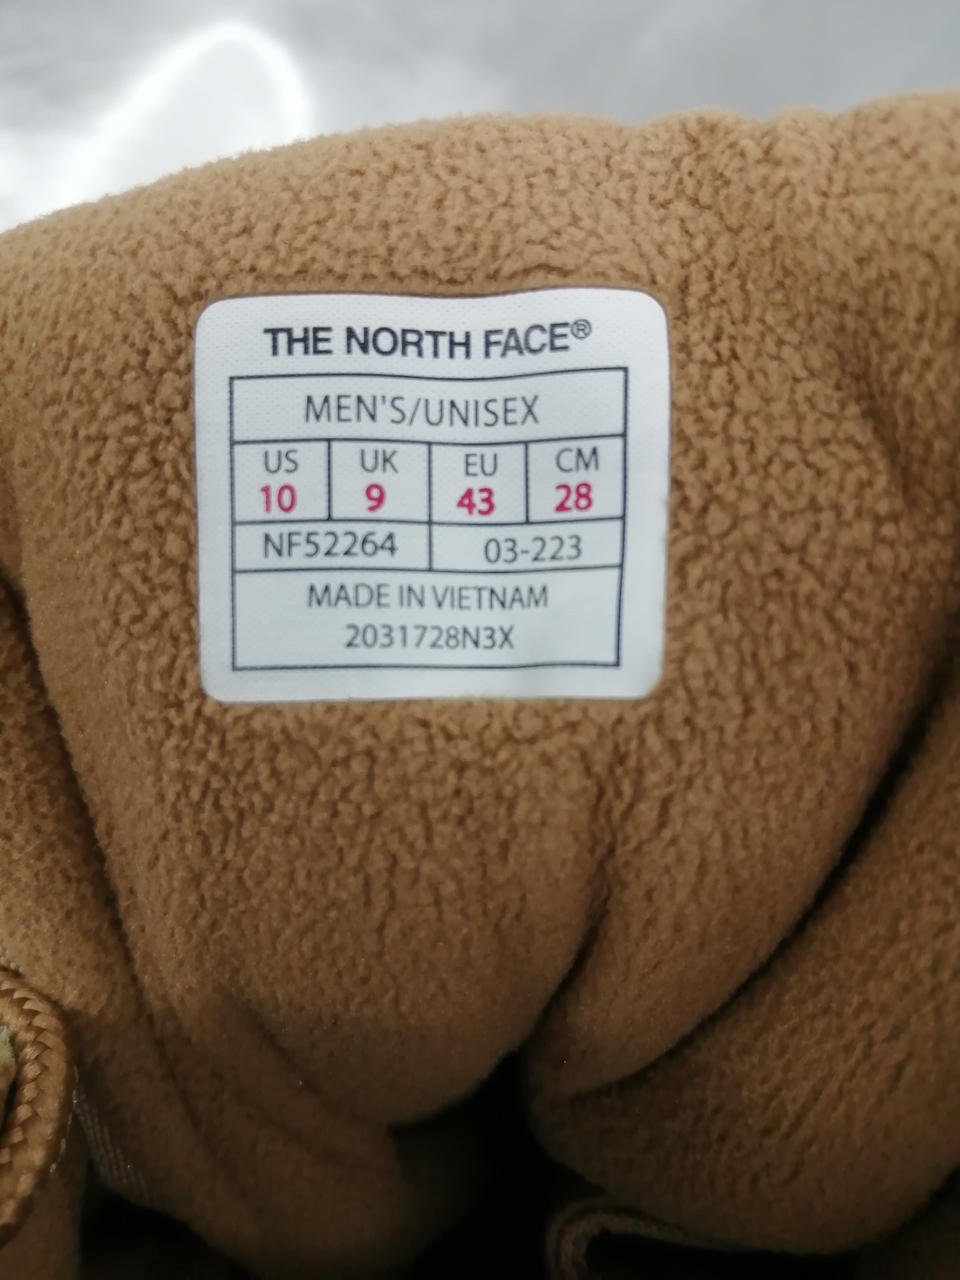 THE NORTH FACE®
MEN'S/UNISEX
US UK EU CM
10 9 43 28
NF52264 03-223
MADE IN VIETNAM
2031728N3X